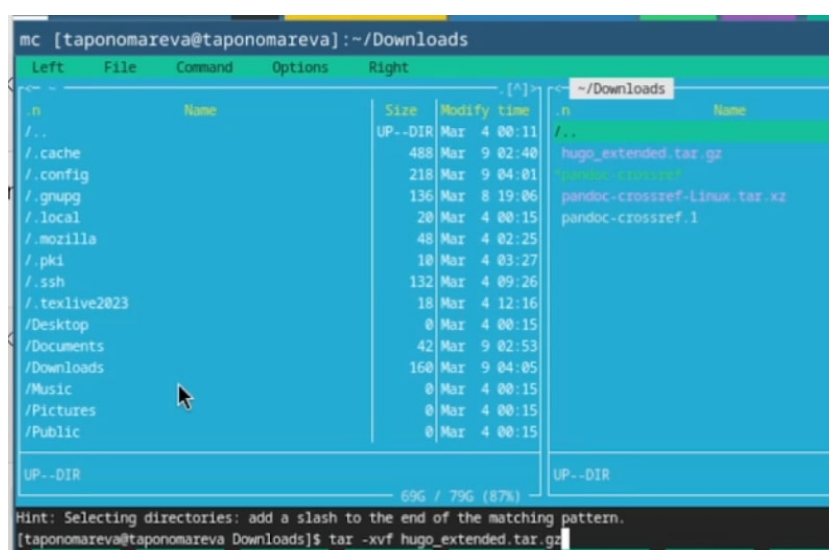 mc [taponomareva@taponomareva]:~/Downloads
Left File Command Options Right
<- ~ .[^]> <- ~/Downloads
.n Name Size Modify time .n Name
/.. UP--DIR Mar 4 00:11 /..
/.cache 488 Mar 9 02:40 hugo_extended.tar.gz
/.config 218 Mar 9 04:01 *pandoc-crossref
/.gnupg 136 Mar 8 19:06 pandoc-crossref-Linux.tar.xz
/.local 20 Mar 4 00:15 pandoc-crossref.1
/.mozilla 48 Mar 4 02:25
/.pki 10 Mar 4 03:27
/.ssh 132 Mar 4 09:26
/.texlive2023 18 Mar 4 12:16
/Desktop 0 Mar 4 00:15
/Documents 42 Mar 9 02:53
/Downloads 160 Mar 9 04:05
/Music 0 Mar 4 00:15
/Pictures 0 Mar 4 00:15
/Public 0 Mar 4 00:15
UP--DIR UP--DIR
69G / 79G (87%)
Hint: Selecting directories: add a slash to the end of the matching pattern.
[taponomareva@taponomareva Downloads]$ tar -xvf hugo_extended.tar.gz